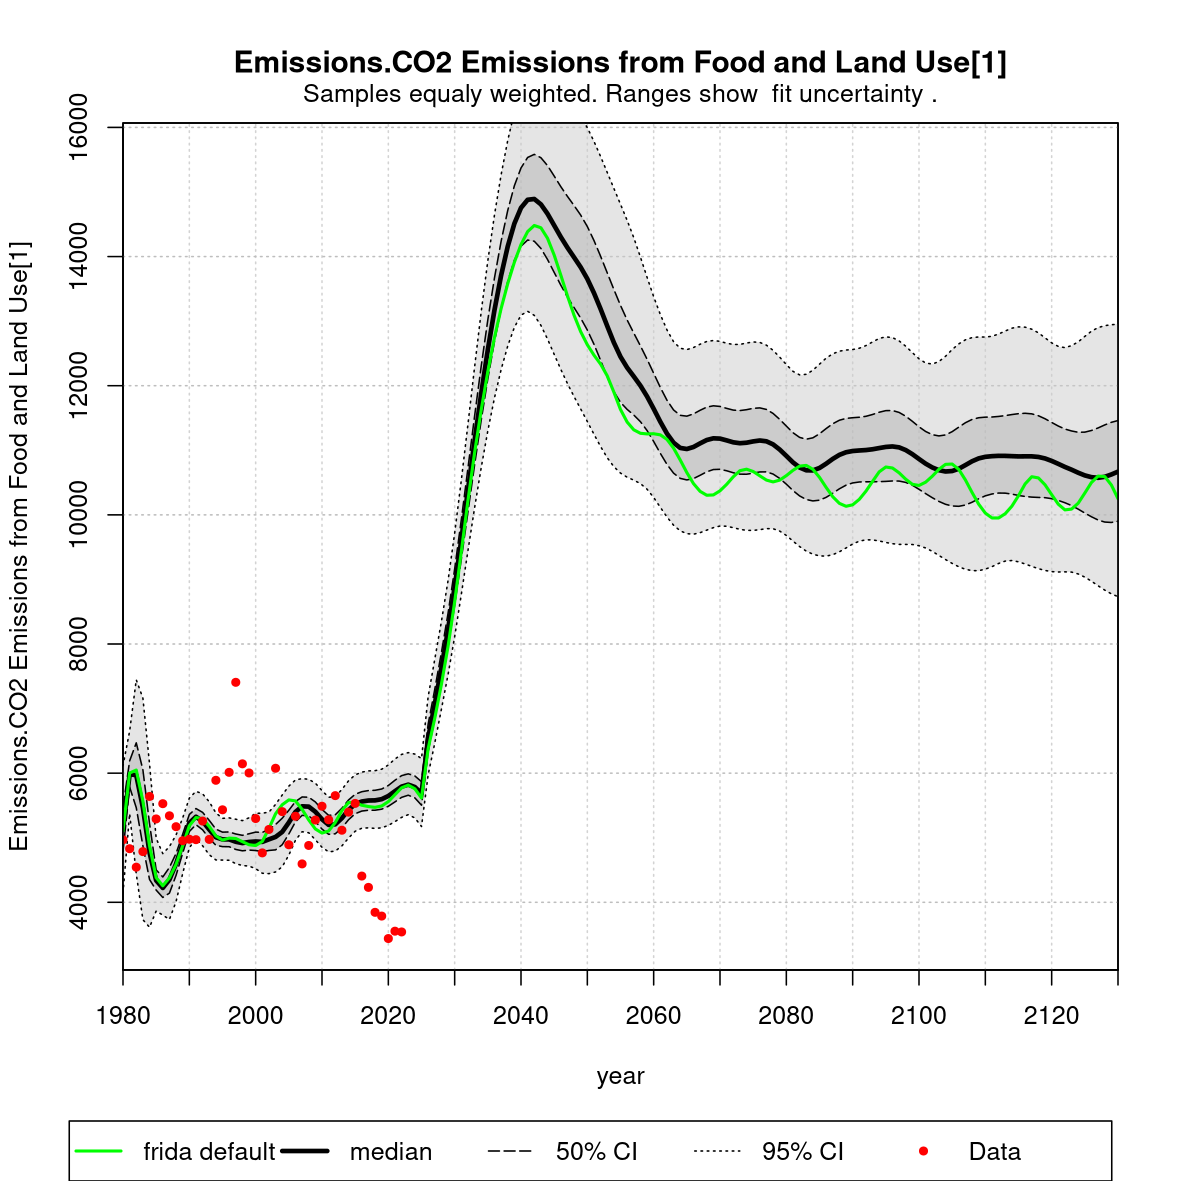 Emissions.CO2 Emissions from Food and Land Use[1]
Samples equaly weighted. Ranges show  fit uncertainty .
Emissions.CO2 Emissions from Food and Land Use[1]
16000
14000
12000
10000
8000
6000
4000
1980 2000 2020 2040 2060 2080 2100 2120
year
frida default median 50% CI 95% CI Data